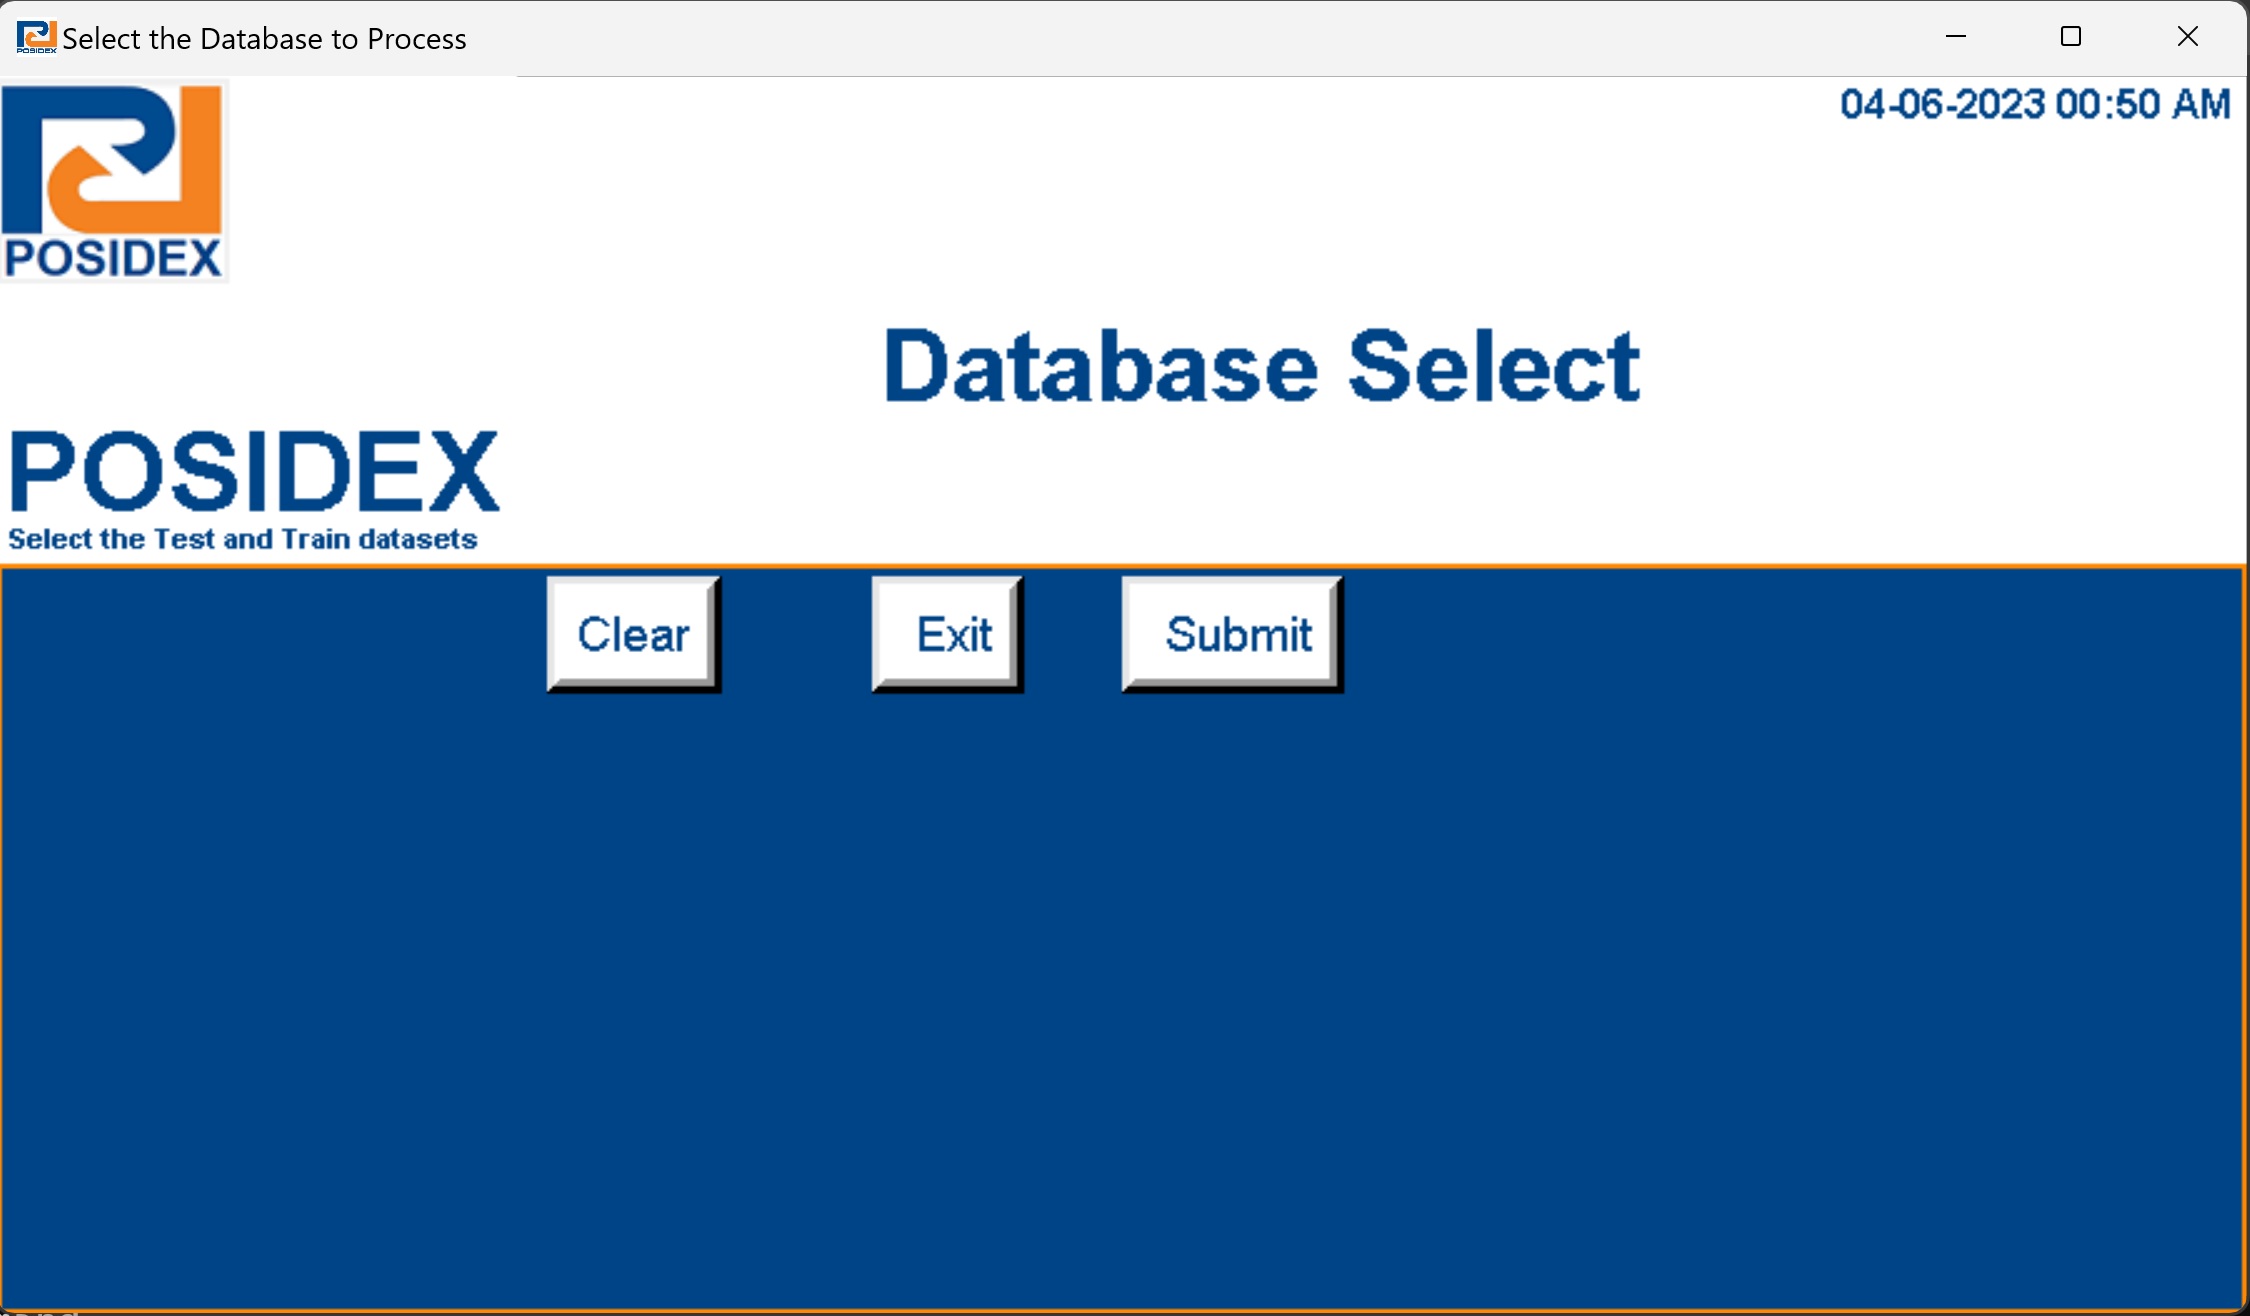 Select the Database to Process
04-06-2023 00:50 AM
POSIDEX
Database Select
POSIDEX
Select the Test and Train datasets
Clear
Exit
Submit